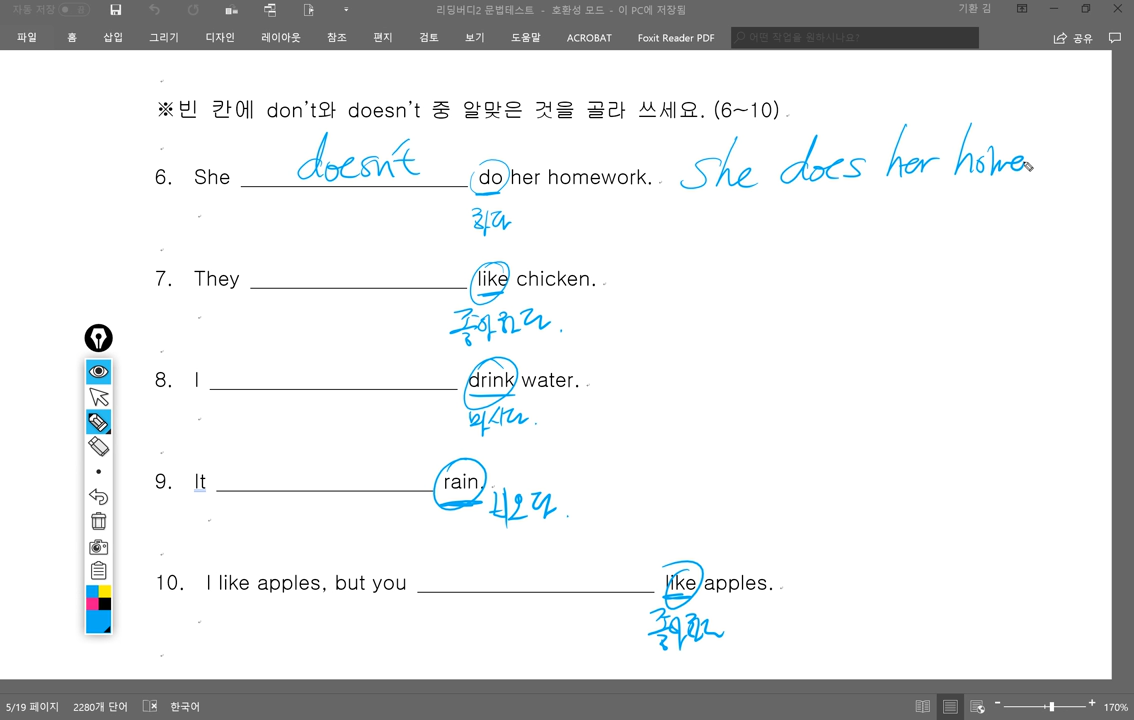 자동 저장 끔 리딩버디2 문법테스트 - 호환성 모드 - 이 PC에 저장됨 기환 김
파일 홈 삽입 그리기 디자인 레이아웃 참조 편지 검토 보기 도움말 ACROBAT Foxit Reader PDF 어떤 작업을 원하시나요? 공유
※빈 칸에 don't와 doesn't 중 알맞은 것을 골라 쓰세요. (6~10)
6. She doesn't do her homework. She does her home
하다
7. They ____ like chicken.
좋아하다.
8. I ____ drink water.
마시다.
9. It ____ rain.
비오다.
10. I like apples, but you ____ like apples.
좋아하다
5/19 페이지 2280개 단어 한국어 170%